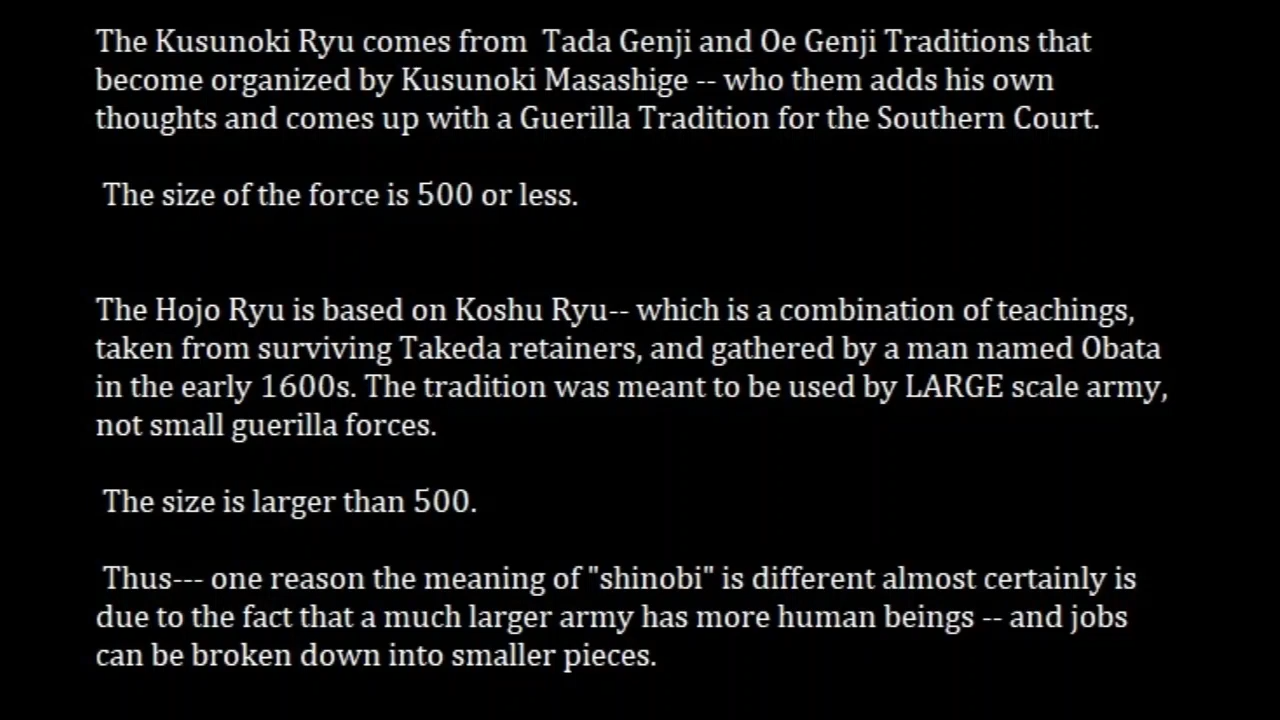 The Kusunoki Ryu comes from Tada Genji and Oe Genji Traditions that
become organized by Kusunoki Masashige -- who them adds his own
thoughts and comes up with a Guerilla Tradition for the Southern Court.
The size of the force is 500 or less.
The Hojo Ryu is based on Koshu Ryu-- which is a combination of teachings,
taken from surviving Takeda retainers, and gathered by a man named Obata
in the early 1600s. The tradition was meant to be used by LARGE scale army,
not small guerilla forces.
The size is larger than 500.
Thus--- one reason the meaning of "shinobi" is different almost certainly is
due to the fact that a much larger army has more human beings -- and jobs
can be broken down into smaller pieces.